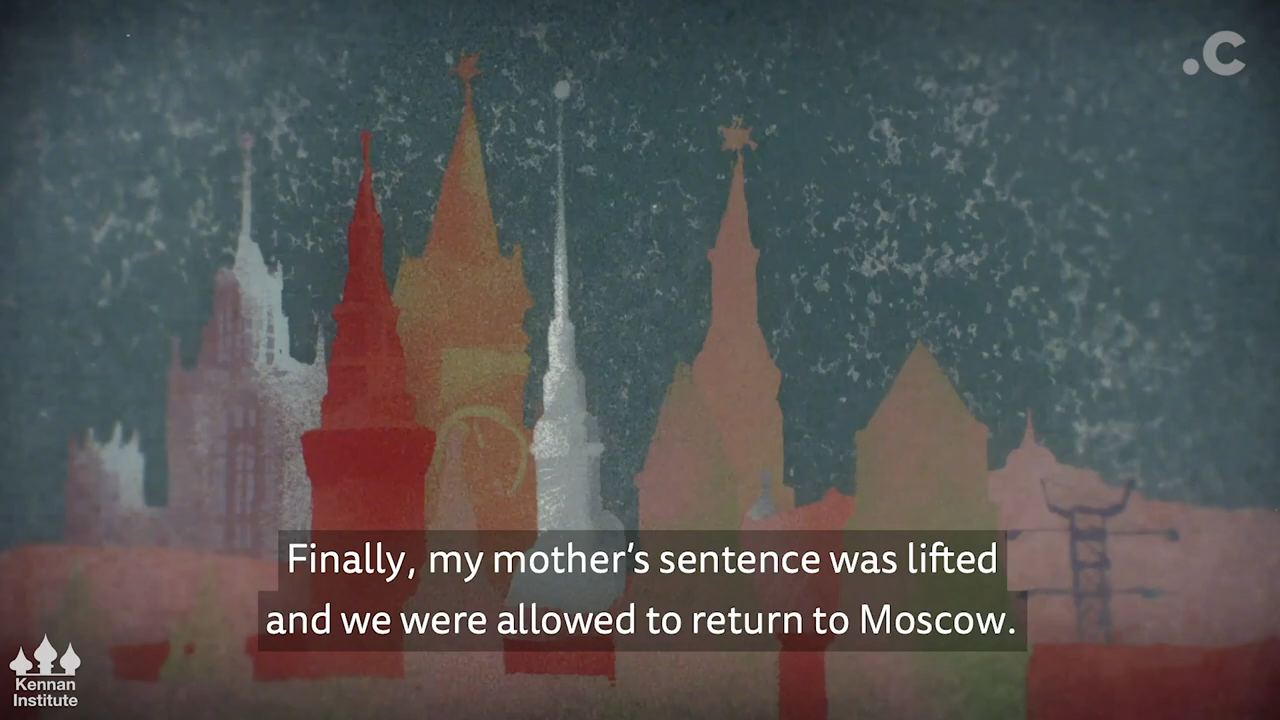 .C
Finally, my mother’s sentence was lifted
and we were allowed to return to Moscow.
Kennan
Institute